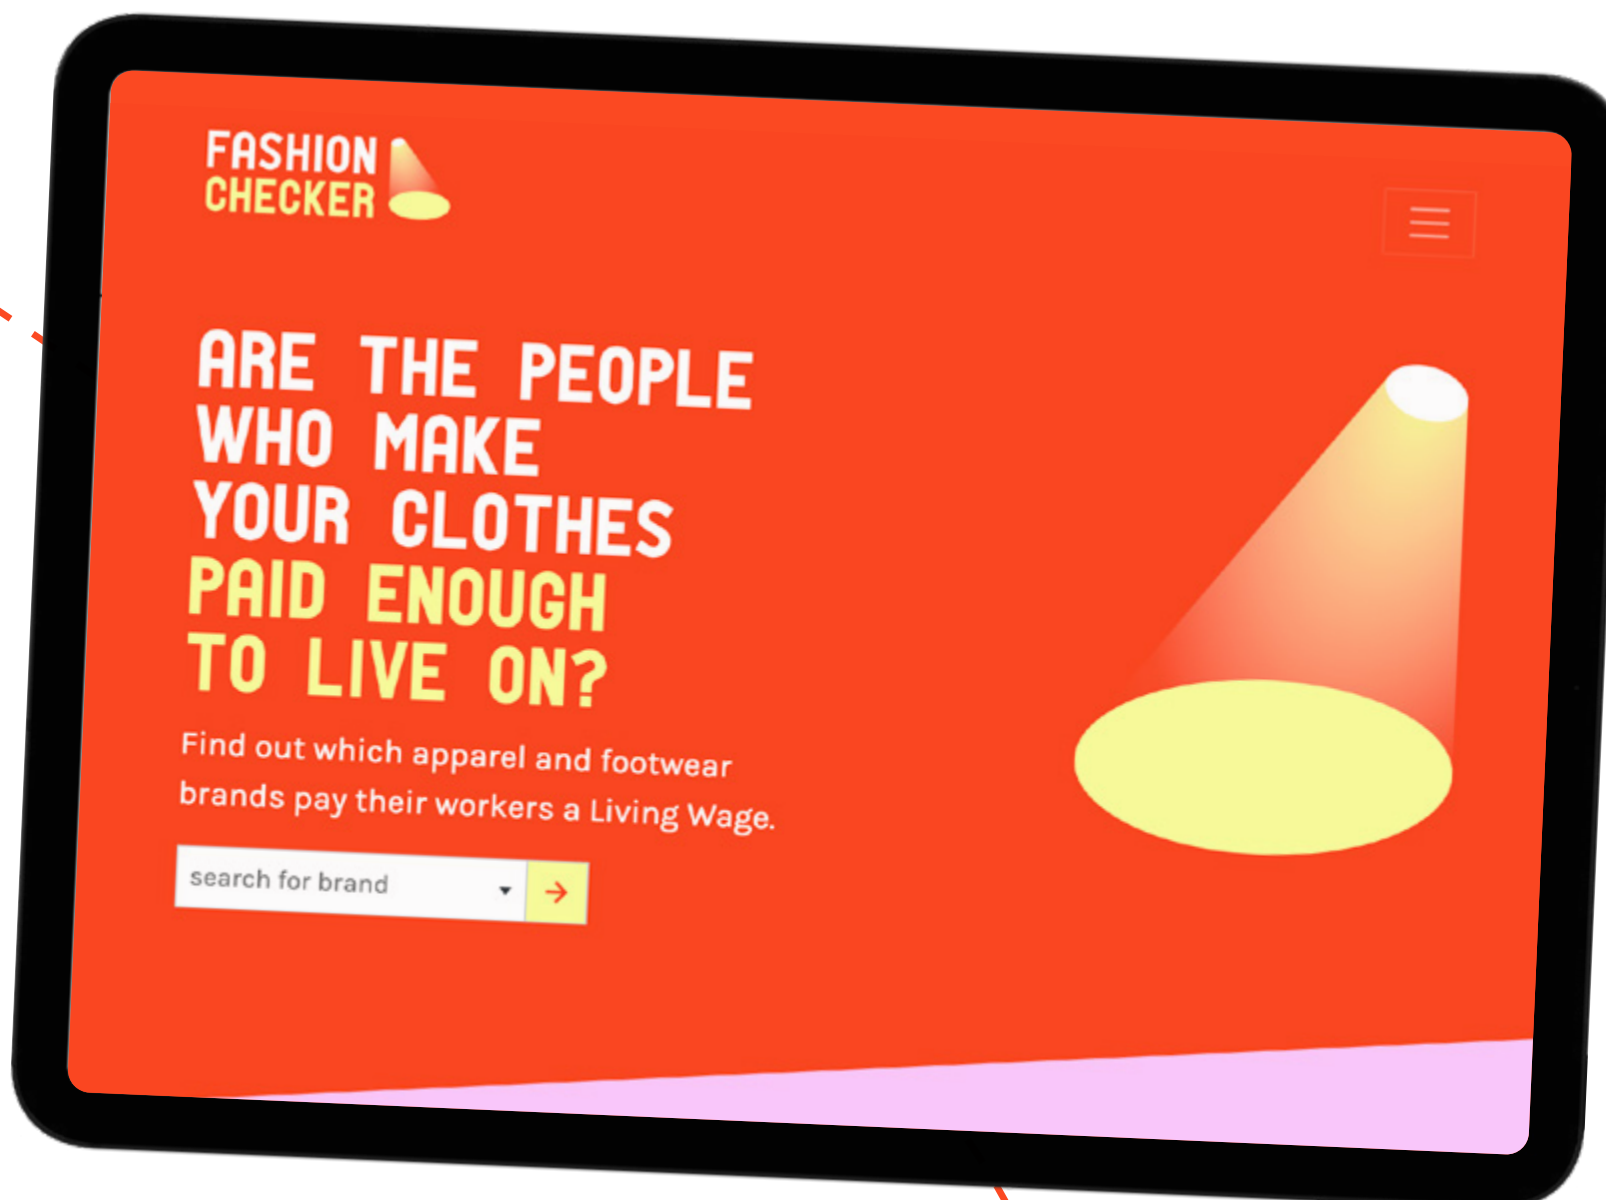 FASHION
CHECKER
ARE THE PEOPLE
WHO MAKE
YOUR CLOTHES
PAID ENOUGH
TO LIVE ON?
Find out which apparel and footwear
brands pay their workers a Living Wage.
search for brand